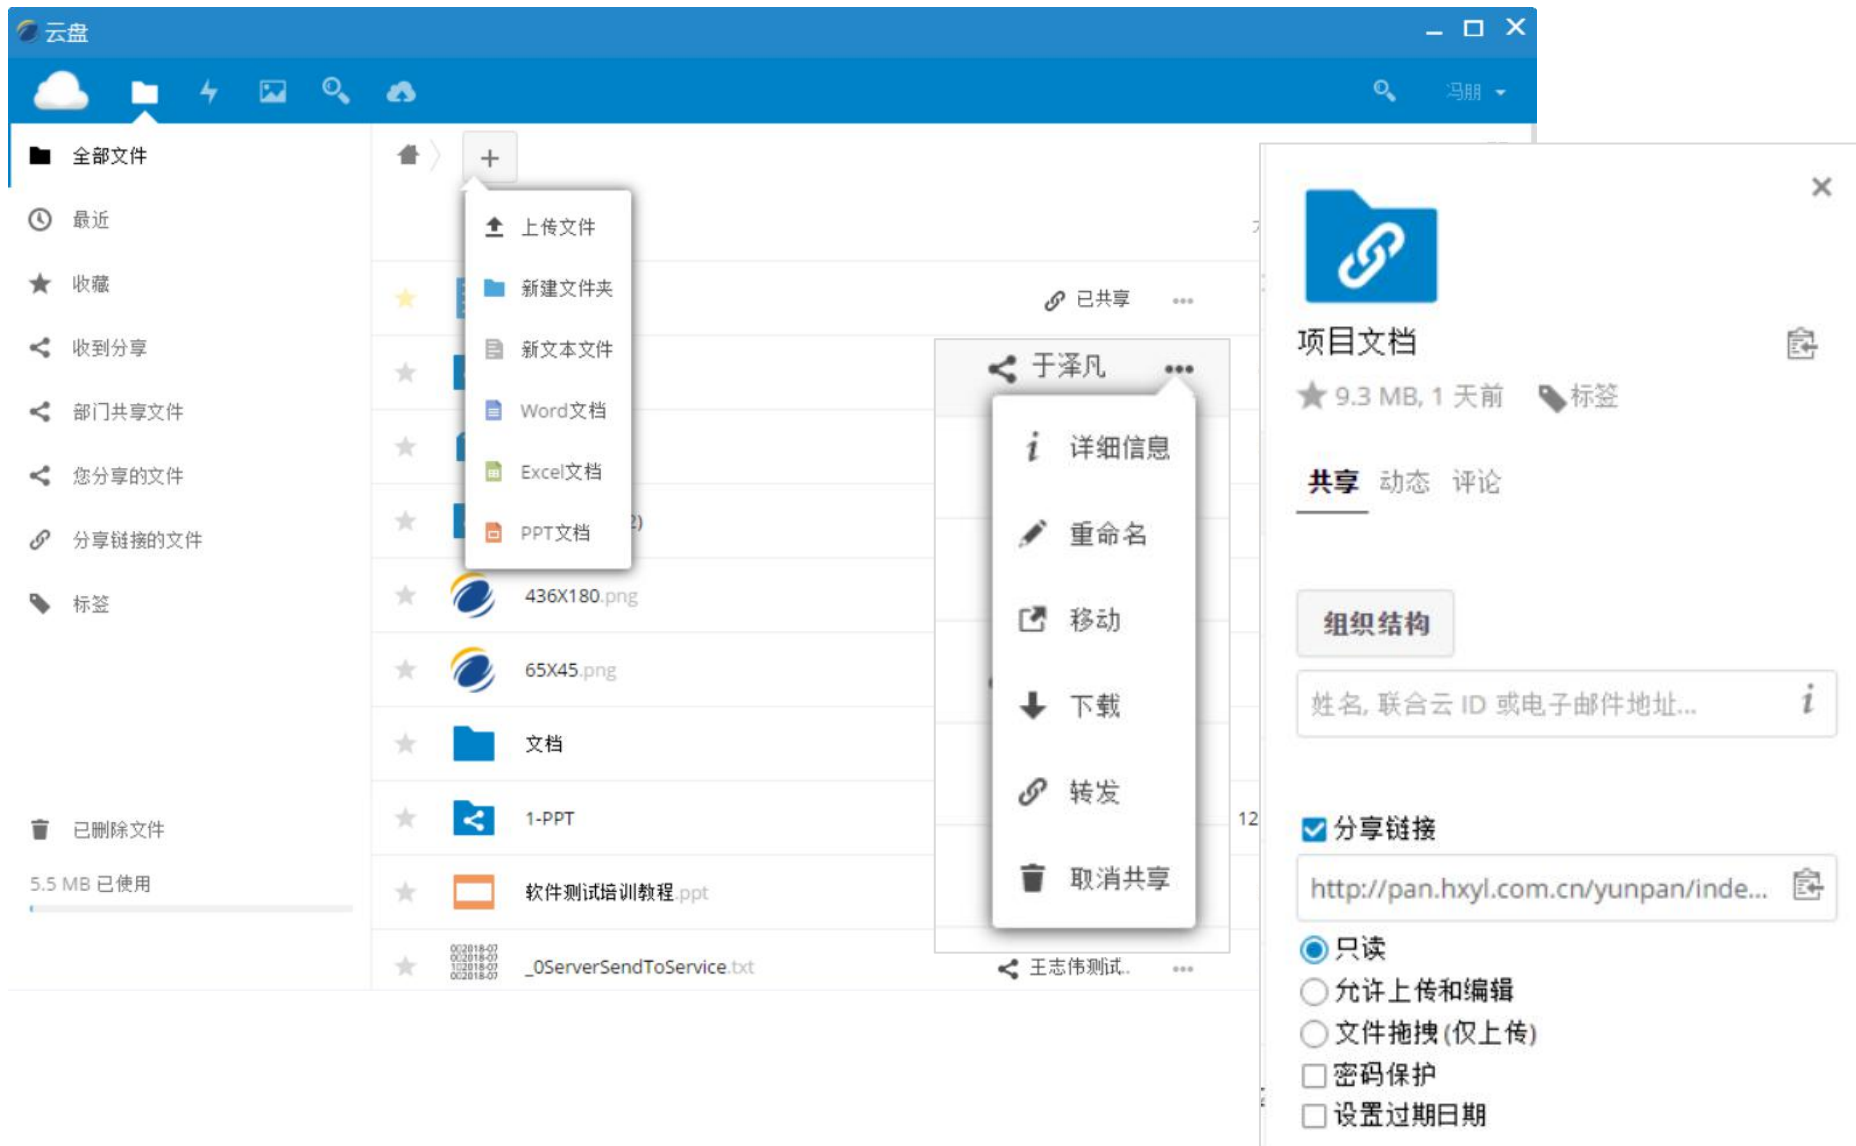 云盘
冯朋
全部文件
最近
收藏
收到分享
部门共享文件
您分享的文件
分享链接的文件
标签
已删除文件
5.5 MB 已使用
+
上传文件
新建文件夹
新文本文件
Word文档
Excel文档
PPT文档
已共享
2)
436X180.png
65X45.png
文档
1-PPT
12
软件测试培训教程.ppt
_0ServerSendToService.txt
王志伟测试..
于泽凡
详细信息
重命名
移动
下载
转发
取消共享
项目文档
9.3 MB, 1 天前 标签
共享 动态 评论
组织结构
姓名, 联合云 ID 或电子邮件地址...
分享链接
http://pan.hxyl.com.cn/yunpan/inde...
只读
允许上传和编辑
文件拖拽(仅上传)
密码保护
设置过期日期